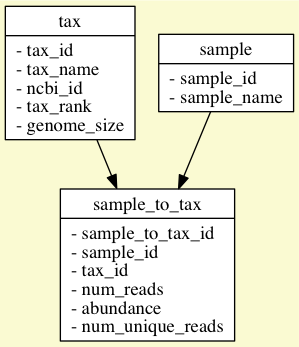 tax
- tax_id
- tax_name
- ncbi_id
- tax_rank
- genome_size
sample
- sample_id
- sample_name
sample_to_tax
- sample_to_tax_id
- sample_id
- tax_id
- num_reads
- abundance
- num_unique_reads